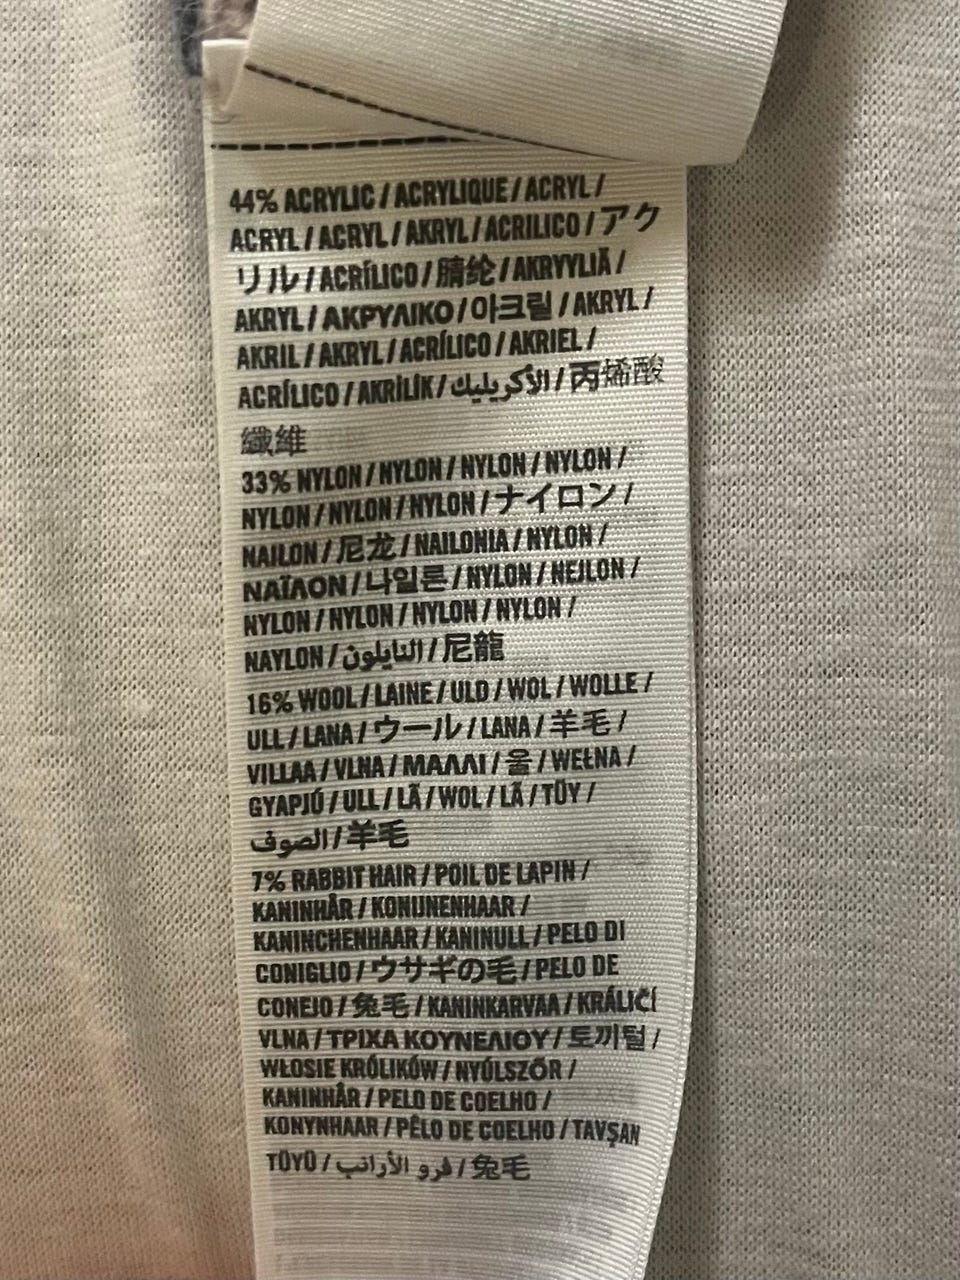 44% ACRYLIC / ACRYLIQUE / ACRYL /
ACRYL / ACRYL / AKRYL / ACRILICO / アク
リル / ACRÍLICO / 腈纶 / AKRYYLIÄ /
AKRYL / ΑΚΡΥΛΙΚΟ / 아크릴 / AKRYL /
AKRIL / AKRYL / ACRÍLICO / AKRIEL /
ACRÍLICO / AKRİLİK / الأكريليك / 丙烯酸
纖維
33% NYLON / NYLON / NYLON / NYLON /
NYLON / NYLON / NYLON / ナイロン /
NAILON / 尼龙 / NAILONIA / NYLON /
ΝΑΪΛΟΝ / 나일론 / NYLON / NEJLON /
NYLON / NYLON / NYLON / NYLON /
NAYLON / النايلون / 尼龍
16% WOOL / LAINE / ULD / WOL / WOLLE /
ULL / LANA / ウール / LANA / 羊毛 /
VILLAA / VLNA / ΜΑΛΛΙ / 울 / WEŁNA /
GYAPJÚ / ULL / LÃ / WOL / LÃ / TÜY /
الصوف / 羊毛
7% RABBIT HAIR / POIL DE LAPIN /
KANINHÅR / KONIJNENHAAR /
KANINCHENHAAR / KANINULL / PELO DI
CONIGLIO / ウサギの毛 / PELO DE
CONEJO / 兔毛 / KANINKARVAA / KRÁLIČÍ
VLNA / ΤΡΙΧΑ ΚΟΥΝΕΛΙΟΥ / 토끼털 /
WŁOSIE KRÓLIKÓW / NYÚLSZŐR /
KANINHÅR / PELO DE COELHO /
KONYNHAAR / PÊLO DE COELHO / TAVŞAN
TÜYÜ / فرو الأرانب / 兔毛